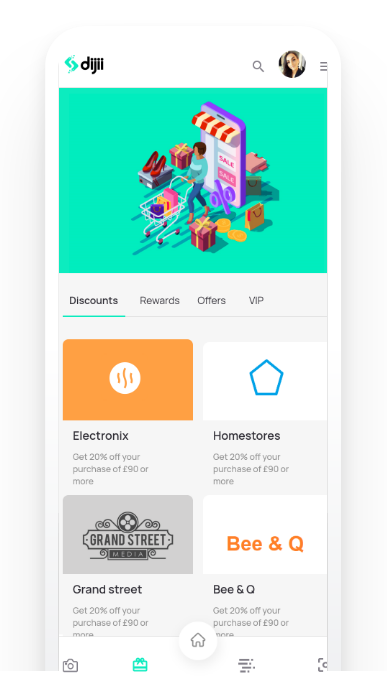 dijii
SALE
SALE
%
Discounts Rewards Offers VIP
Electronix
Get 20% off your
purchase of £90 or
more
Homestores
Get 20% off your
purchase of £90 or
more
GRAND STREET
MEDIA
Grand street
Get 20% off your
purchase of £90 or
more
Bee & Q
Bee & Q
Get 20% off your
purchase of £90 or
more